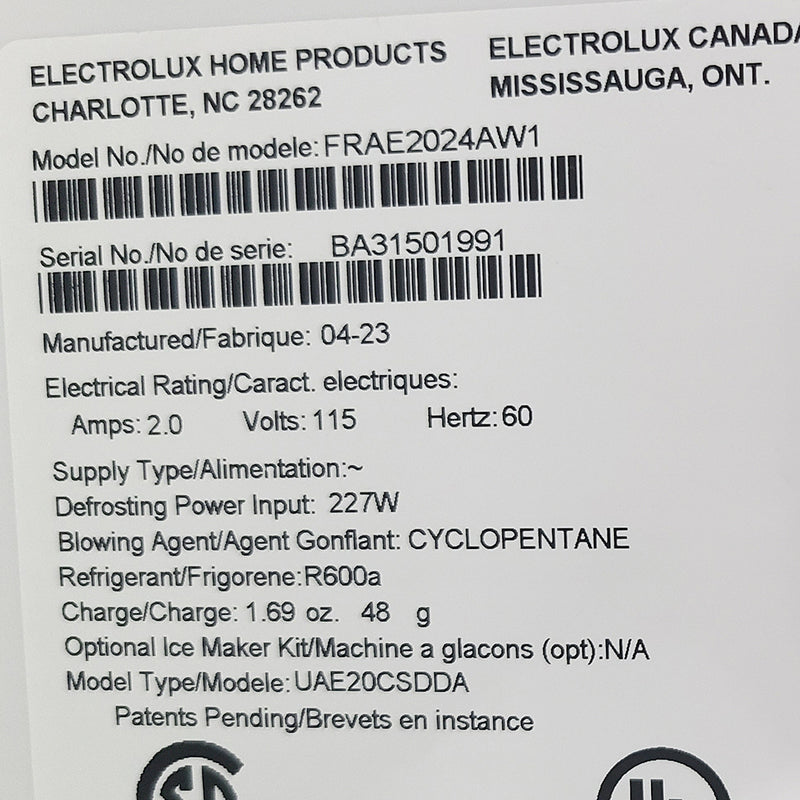 ELECTROLUX HOME PRODUCTS
CHARLOTTE, NC 28262
ELECTROLUX CANADA
MISSISSAUGA, ONT.
Model No./No de modele: FRAE2024AW1
Serial No./No de serie: BA31501991
Manufactured/Fabrique: 04-23
Electrical Rating/Caract. electriques:
Amps: 2.0 Volts: 115 Hertz: 60
Supply Type/Alimentation:~
Defrosting Power Input: 227W
Blowing Agent/Agent Gonflant: CYCLOPENTANE
Refrigerant/Frigorene:R600a
Charge/Charge: 1.69 oz. 48 g
Optional Ice Maker Kit/Machine a glacons (opt):N/A
Model Type/Modele: UAE20CSDDA
Patents Pending/Brevets en instance